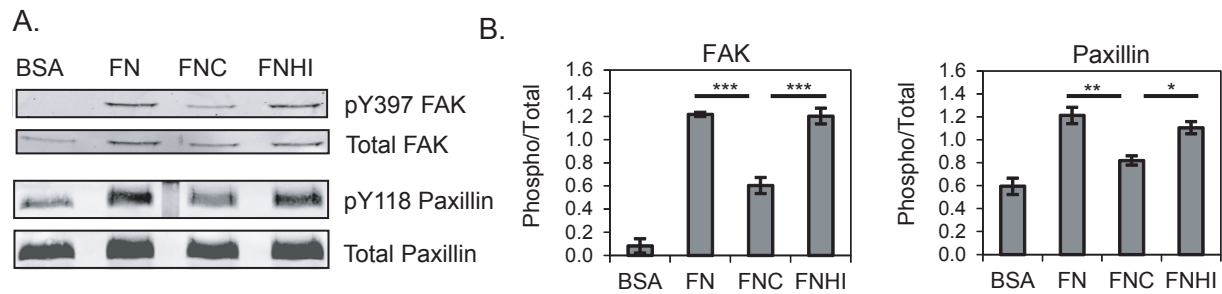 A.
BSA FN FNC FNHI
pY397 FAK
Total FAK
pY118 Paxillin
Total Paxillin
B.
FAK
Phospho/Total
1.6
1.4
1.2
1.0
0.8
0.6
0.4
0.2
0.0
*** ***
BSA FN FNC FNHI
Paxillin
Phospho/Total
1.6
1.4
1.2
1.0
0.8
0.6
0.4
0.2
0.0
** *
BSA FN FNC FNHI